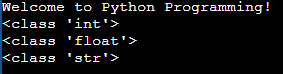 Welcome to Python Programming!
<class 'int'>
<class 'float'>
<class 'str'>